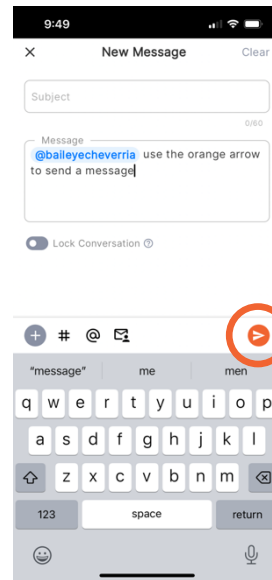 9:49
New Message
Clear
Subject
0/60
Message
@baileyecheverria use the orange arrow
to send a message
Lock Conversation ?
# @
"message" me men
q w e r t y u i o p
a s d f g h j k l
z x c v b n m
123 space return